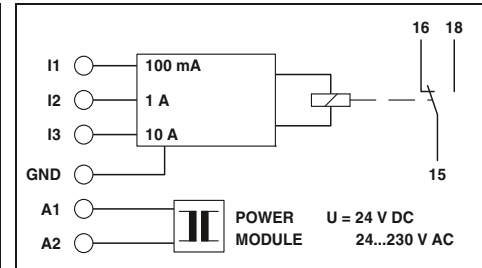 16 18
I1 100 mA
I2 1 A
I3 10 A
GND
15
A1
POWER U = 24 V DC
A2 MODULE 24...230 V AC